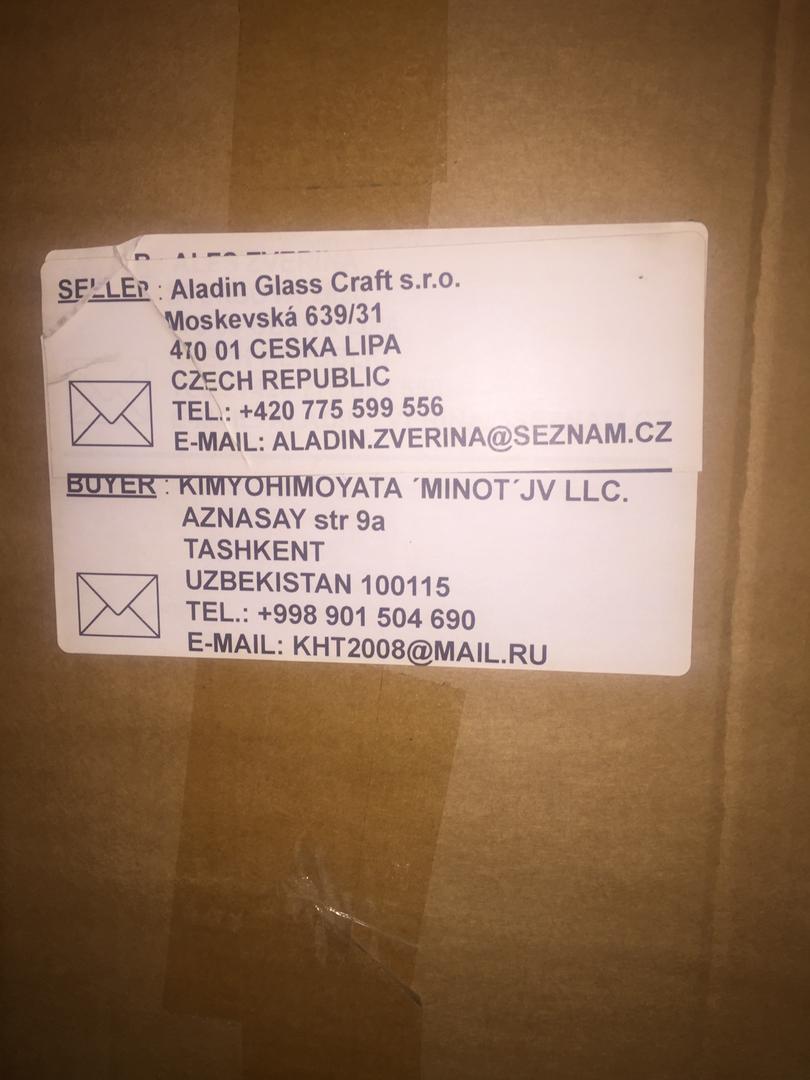 SELLER : Aladin Glass Craft s.r.o.
Moskevská 639/31
470 01 CESKA LIPA
CZECH REPUBLIC
TEL.: +420 775 599 556
E-MAIL: ALADIN.ZVERINA@SEZNAM.CZ
BUYER : KIMYOHIMOYATA ´MINOT´JV LLC.
AZNASAY str 9a
TASHKENT
UZBEKISTAN 100115
TEL.: +998 901 504 690
E-MAIL: KHT2008@MAIL.RU